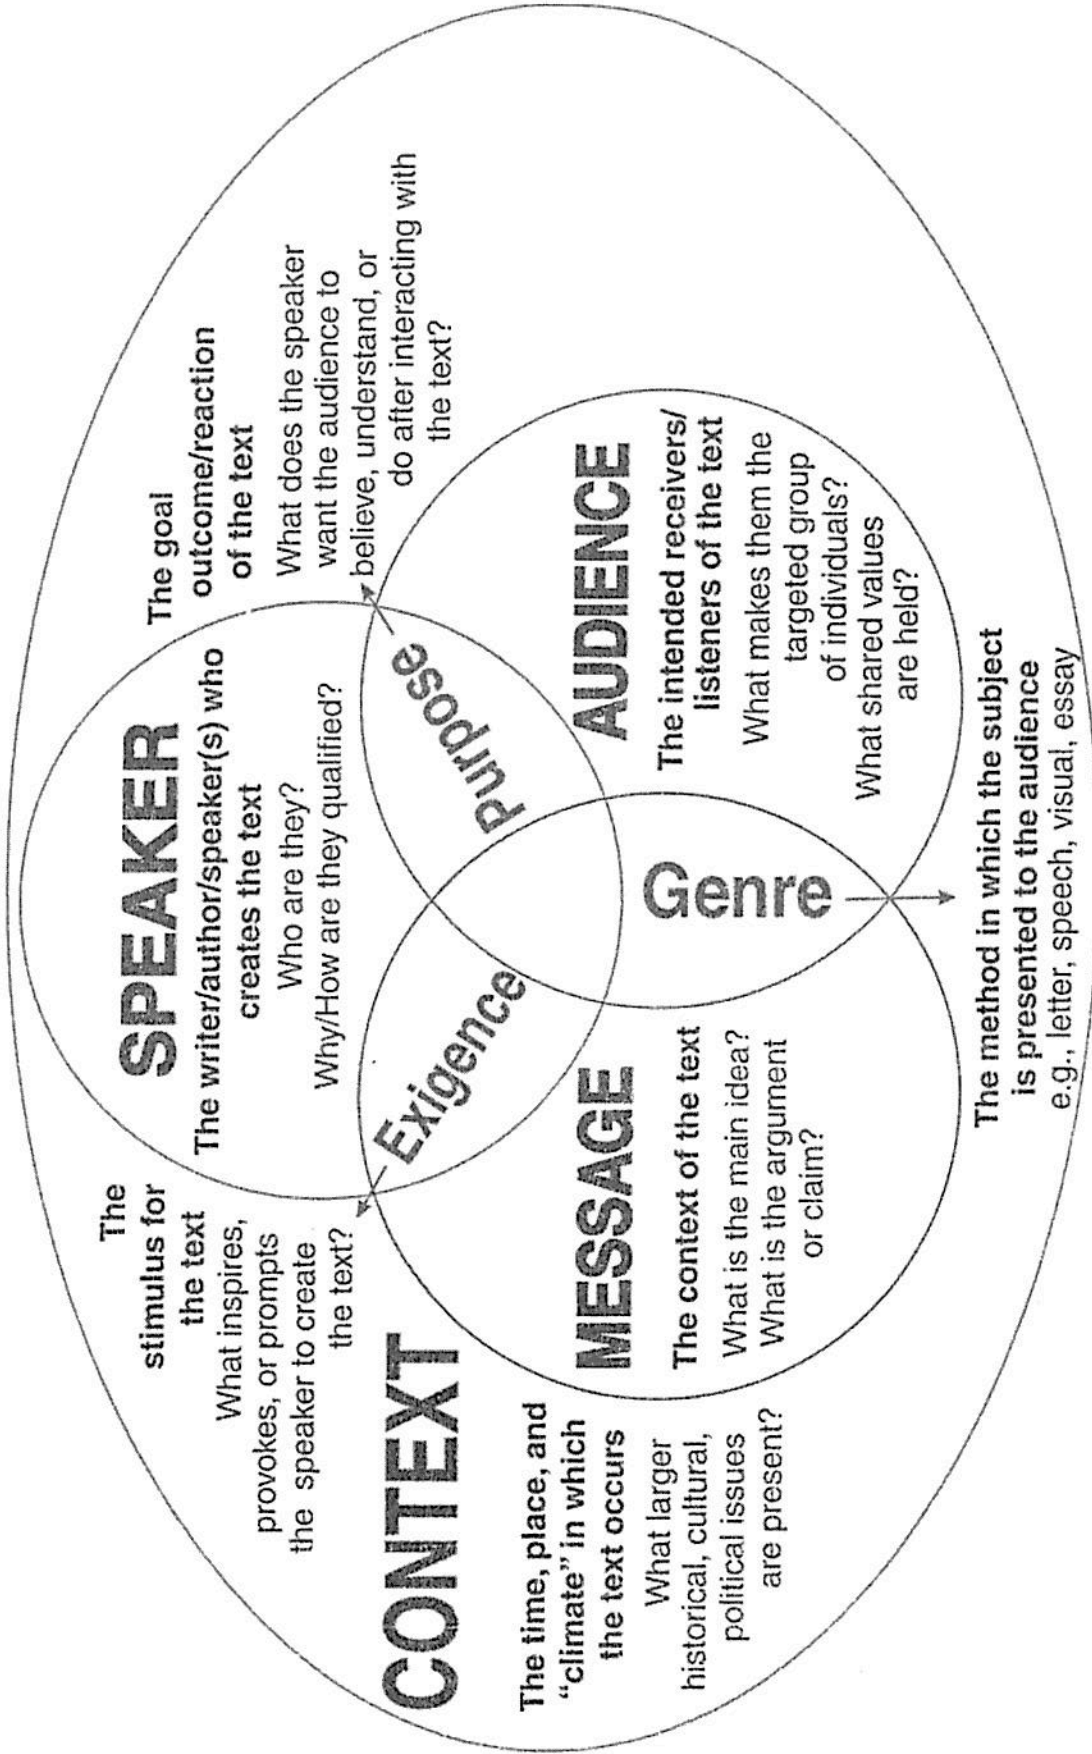 SPEAKER
The writer/author/speaker(s) who
creates the text
Who are they?
Why/How are they qualified?
The
stimulus for
the text
What inspires,
provokes, or prompts
the speaker to create
the text?
Exigence
The goal
outcome/reaction
of the text
What does the speaker
want the audience to
believe, understand, or
do after interacting with
the text?
Purpose
CONTEXT
The time, place, and
“climate” in which
the text occurs
What larger
historical, cultural,
political issues
are present?
MESSAGE
The context of the text
What is the main idea?
What is the argument
or claim?
AUDIENCE
The intended receivers/
listeners of the text
What makes them the
targeted group
of individuals?
What shared values
are held?
Genre
The method in which the subject
is presented to the audience
e.g., letter, speech, visual, essay